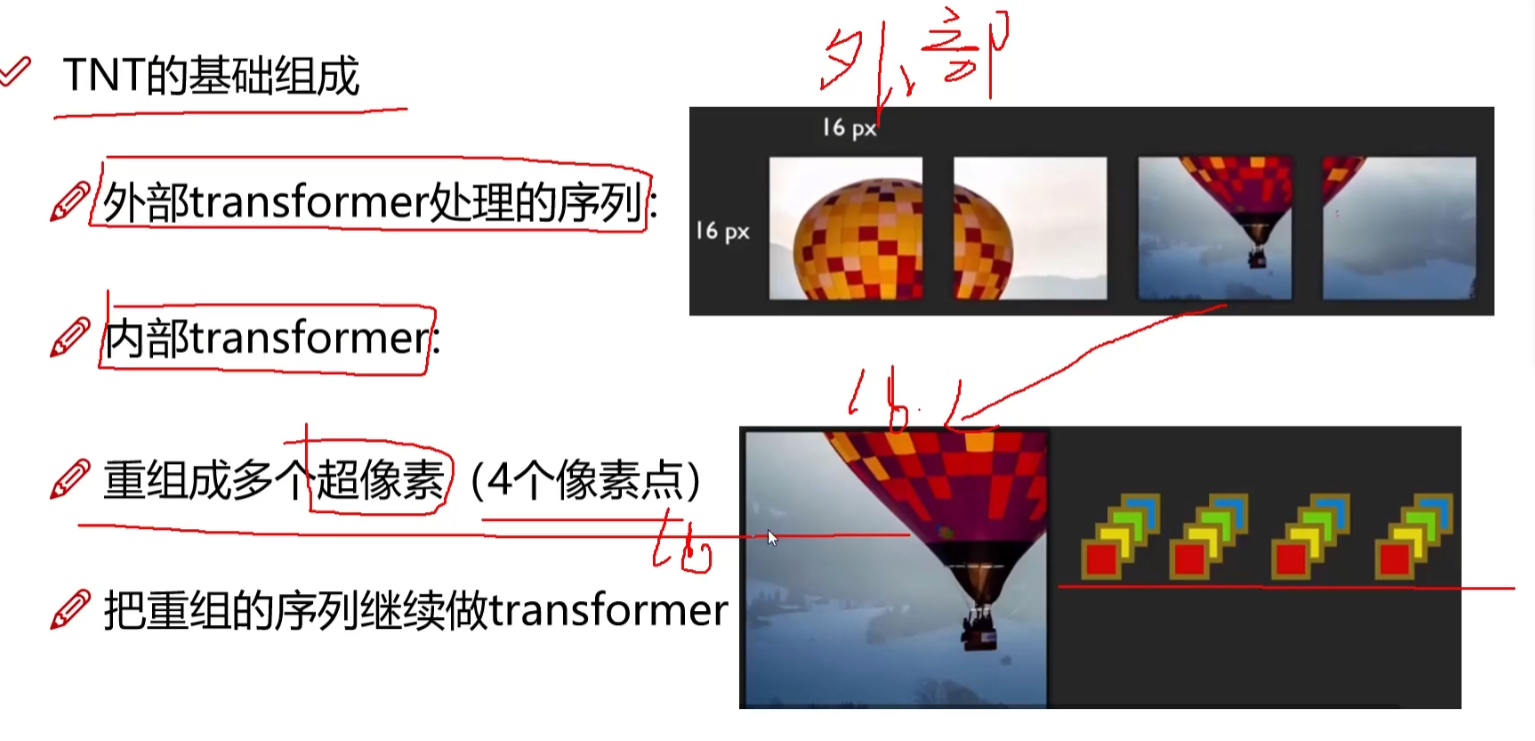 TNT的基础组成
外部
16 px
外部transformer处理的序列:
16 px
内部transformer:
16.
重组成多个超像素（4个像素点）
16
把重组的序列继续做transformer